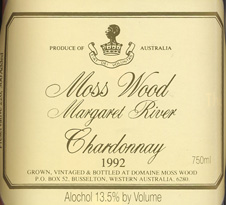 PRODUCE OF AUSTRALIA
Moss Wood
Margaret River
Chardonnay
1992
750ml
GROWN, VINTAGED & BOTTLED AT DOMAINE MOSS WOOD
P.O. BOX 52, BUSSELTON, WESTERN AUSTRALIA, 6280.
Alochol 13.5% by Volume